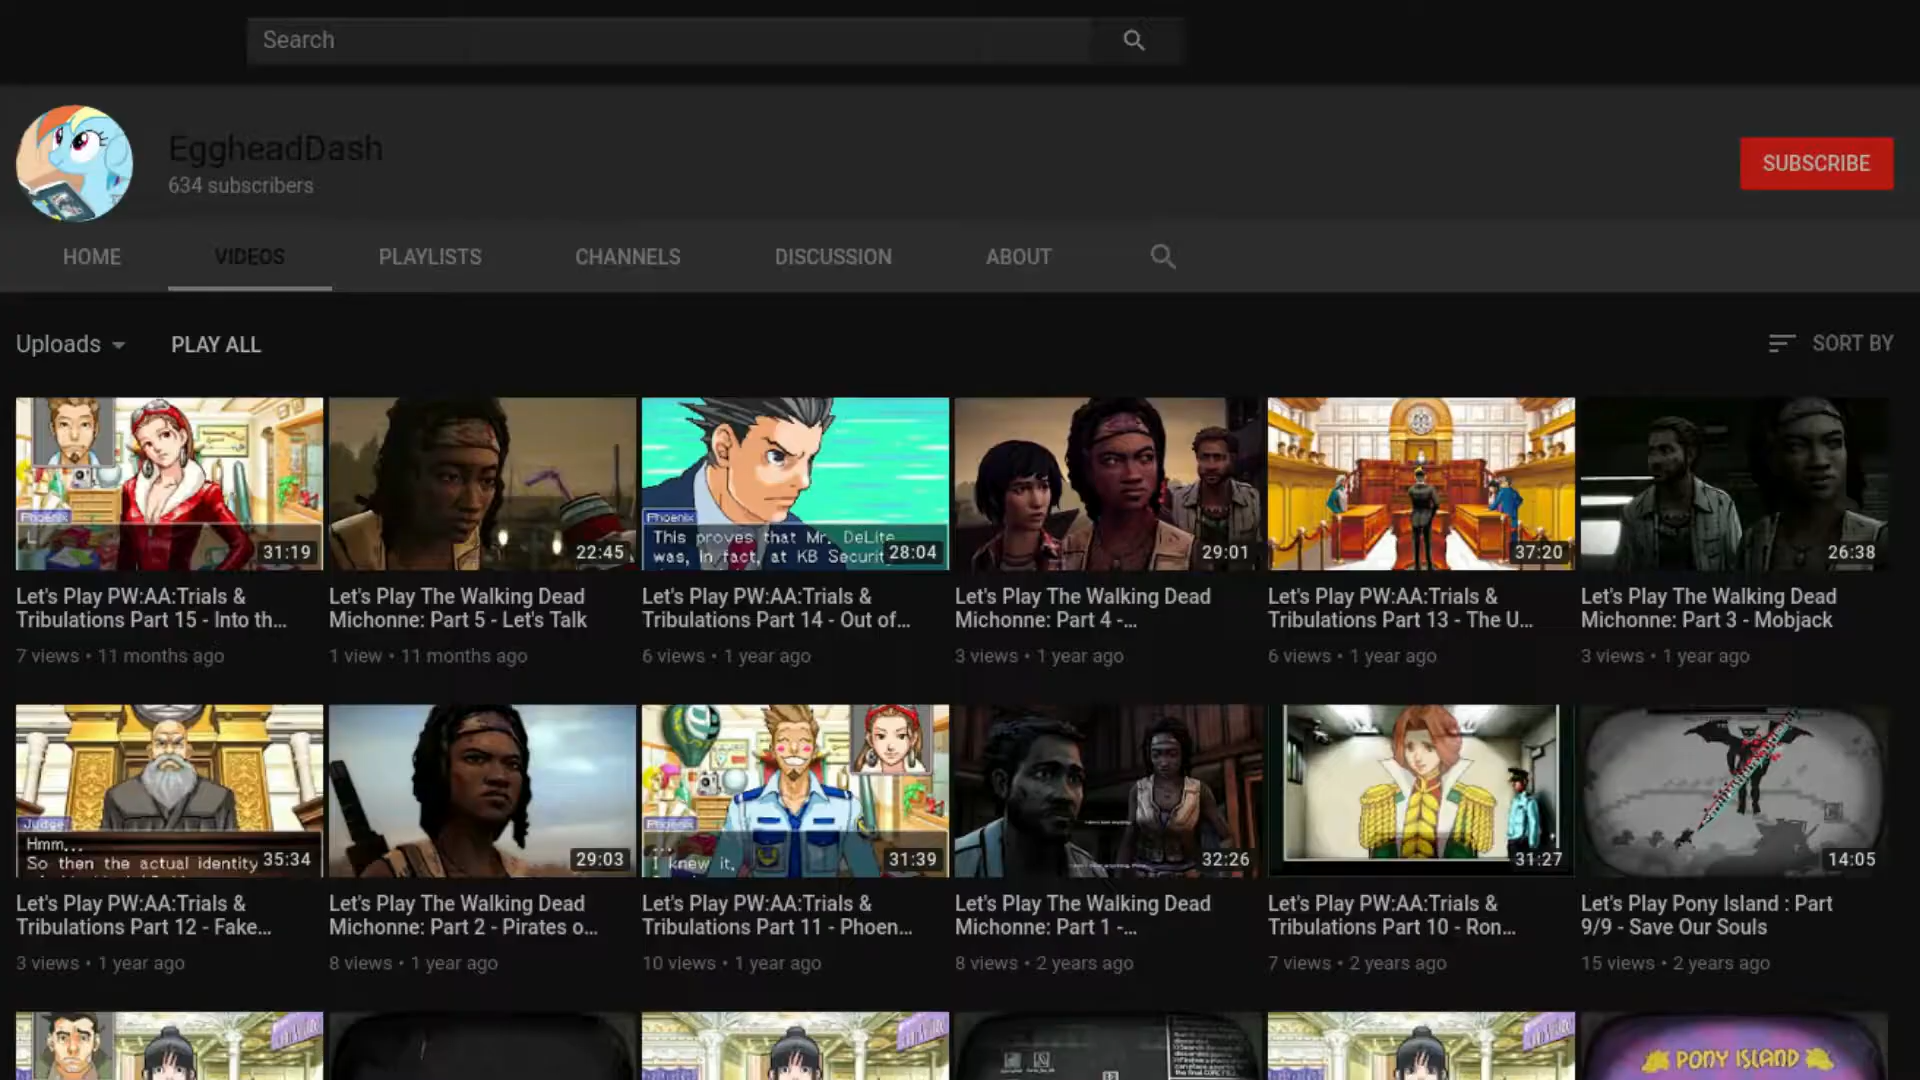 Search
EggheadDash
634 subscribers
SUBSCRIBE
HOME
VIDEOS
PLAYLISTS
CHANNELS
DISCUSSION
ABOUT
Uploads
PLAY ALL
SORT BY
Phoenix
31:19
22:45
Phoenix
This proves that Mr. DeLite
was, in fact, at KB Securit
28:04
29:01
37:20
26:38
Let's Play PW:AA:Trials &
Tribulations Part 15 - Into th...
7 views • 11 months ago
Let's Play The Walking Dead
Michonne: Part 5 - Let's Talk
1 view • 11 months ago
Let's Play PW:AA:Trials &
Tribulations Part 14 - Out of...
6 views • 1 year ago
Let's Play The Walking Dead
Michonne: Part 4 -...
3 views • 1 year ago
Let's Play PW:AA:Trials &
Tribulations Part 13 - The U...
6 views • 1 year ago
Let's Play The Walking Dead
Michonne: Part 3 - Mobjack
3 views • 1 year ago
Judge
Hmm...
So then the actual identity
35:34
29:03
Phoenix
...
I knew it,
31:39
32:26
31:27
14:05
Let's Play PW:AA:Trials &
Tribulations Part 12 - Fake...
3 views • 1 year ago
Let's Play The Walking Dead
Michonne: Part 2 - Pirates o...
8 views • 1 year ago
Let's Play PW:AA:Trials &
Tribulations Part 11 - Phoen...
10 views • 1 year ago
Let's Play The Walking Dead
Michonne: Part 1 -...
8 views • 2 years ago
Let's Play PW:AA:Trials &
Tribulations Part 10 - Ron...
7 views • 2 years ago
Let's Play Pony Island : Part
9/9 - Save Our Souls
15 views • 2 years ago
PONY ISLAND